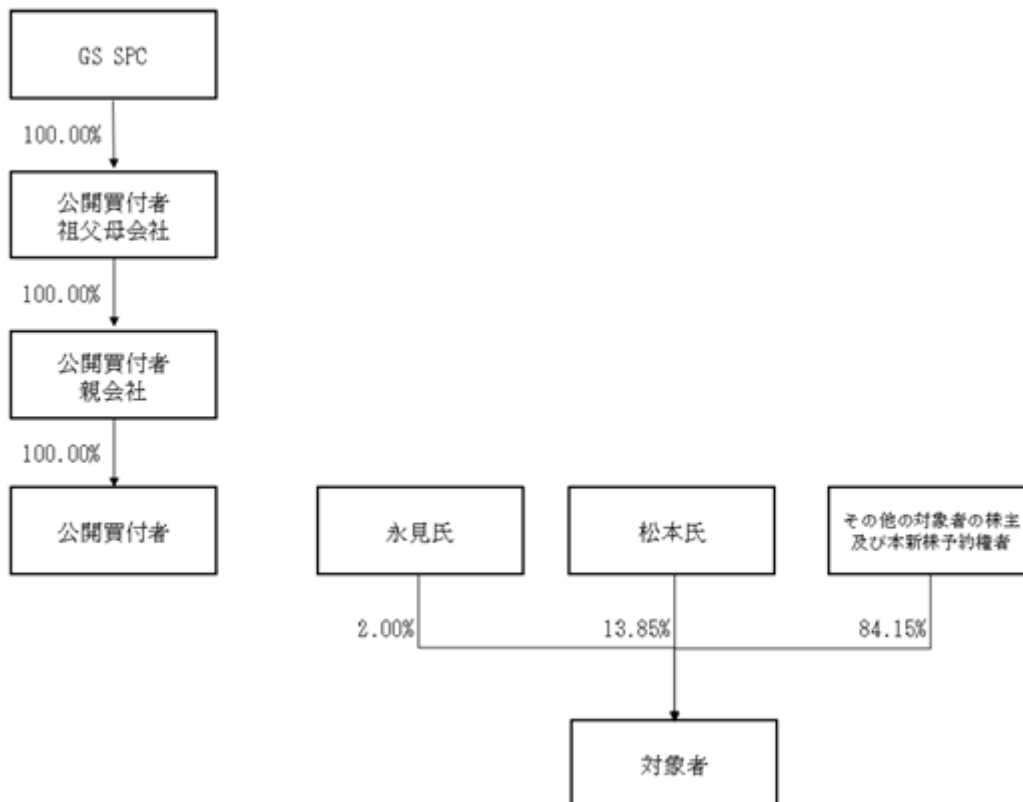 GS SPC
100.00%
公開買付者
祖父母会社
100.00%
公開買付者
親会社
100.00%
公開買付者
永見氏
松本氏
その他の対象者の株主
及び本新株予約権者
2.00%
13.85%
84.15%
対象者